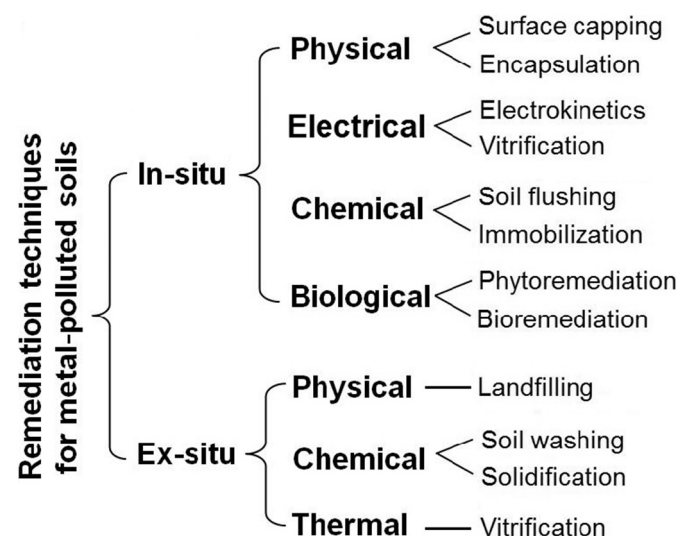 Remediation techniques
for metal-polluted soils
In-situ
Physical
Surface capping
Encapsulation
Electrical
Electrokinetics
Vitrification
Chemical
Soil flushing
Immobilization
Biological
Phytoremediation
Bioremediation
Ex-situ
Physical
Landfilling
Chemical
Soil washing
Solidification
Thermal
Vitrification